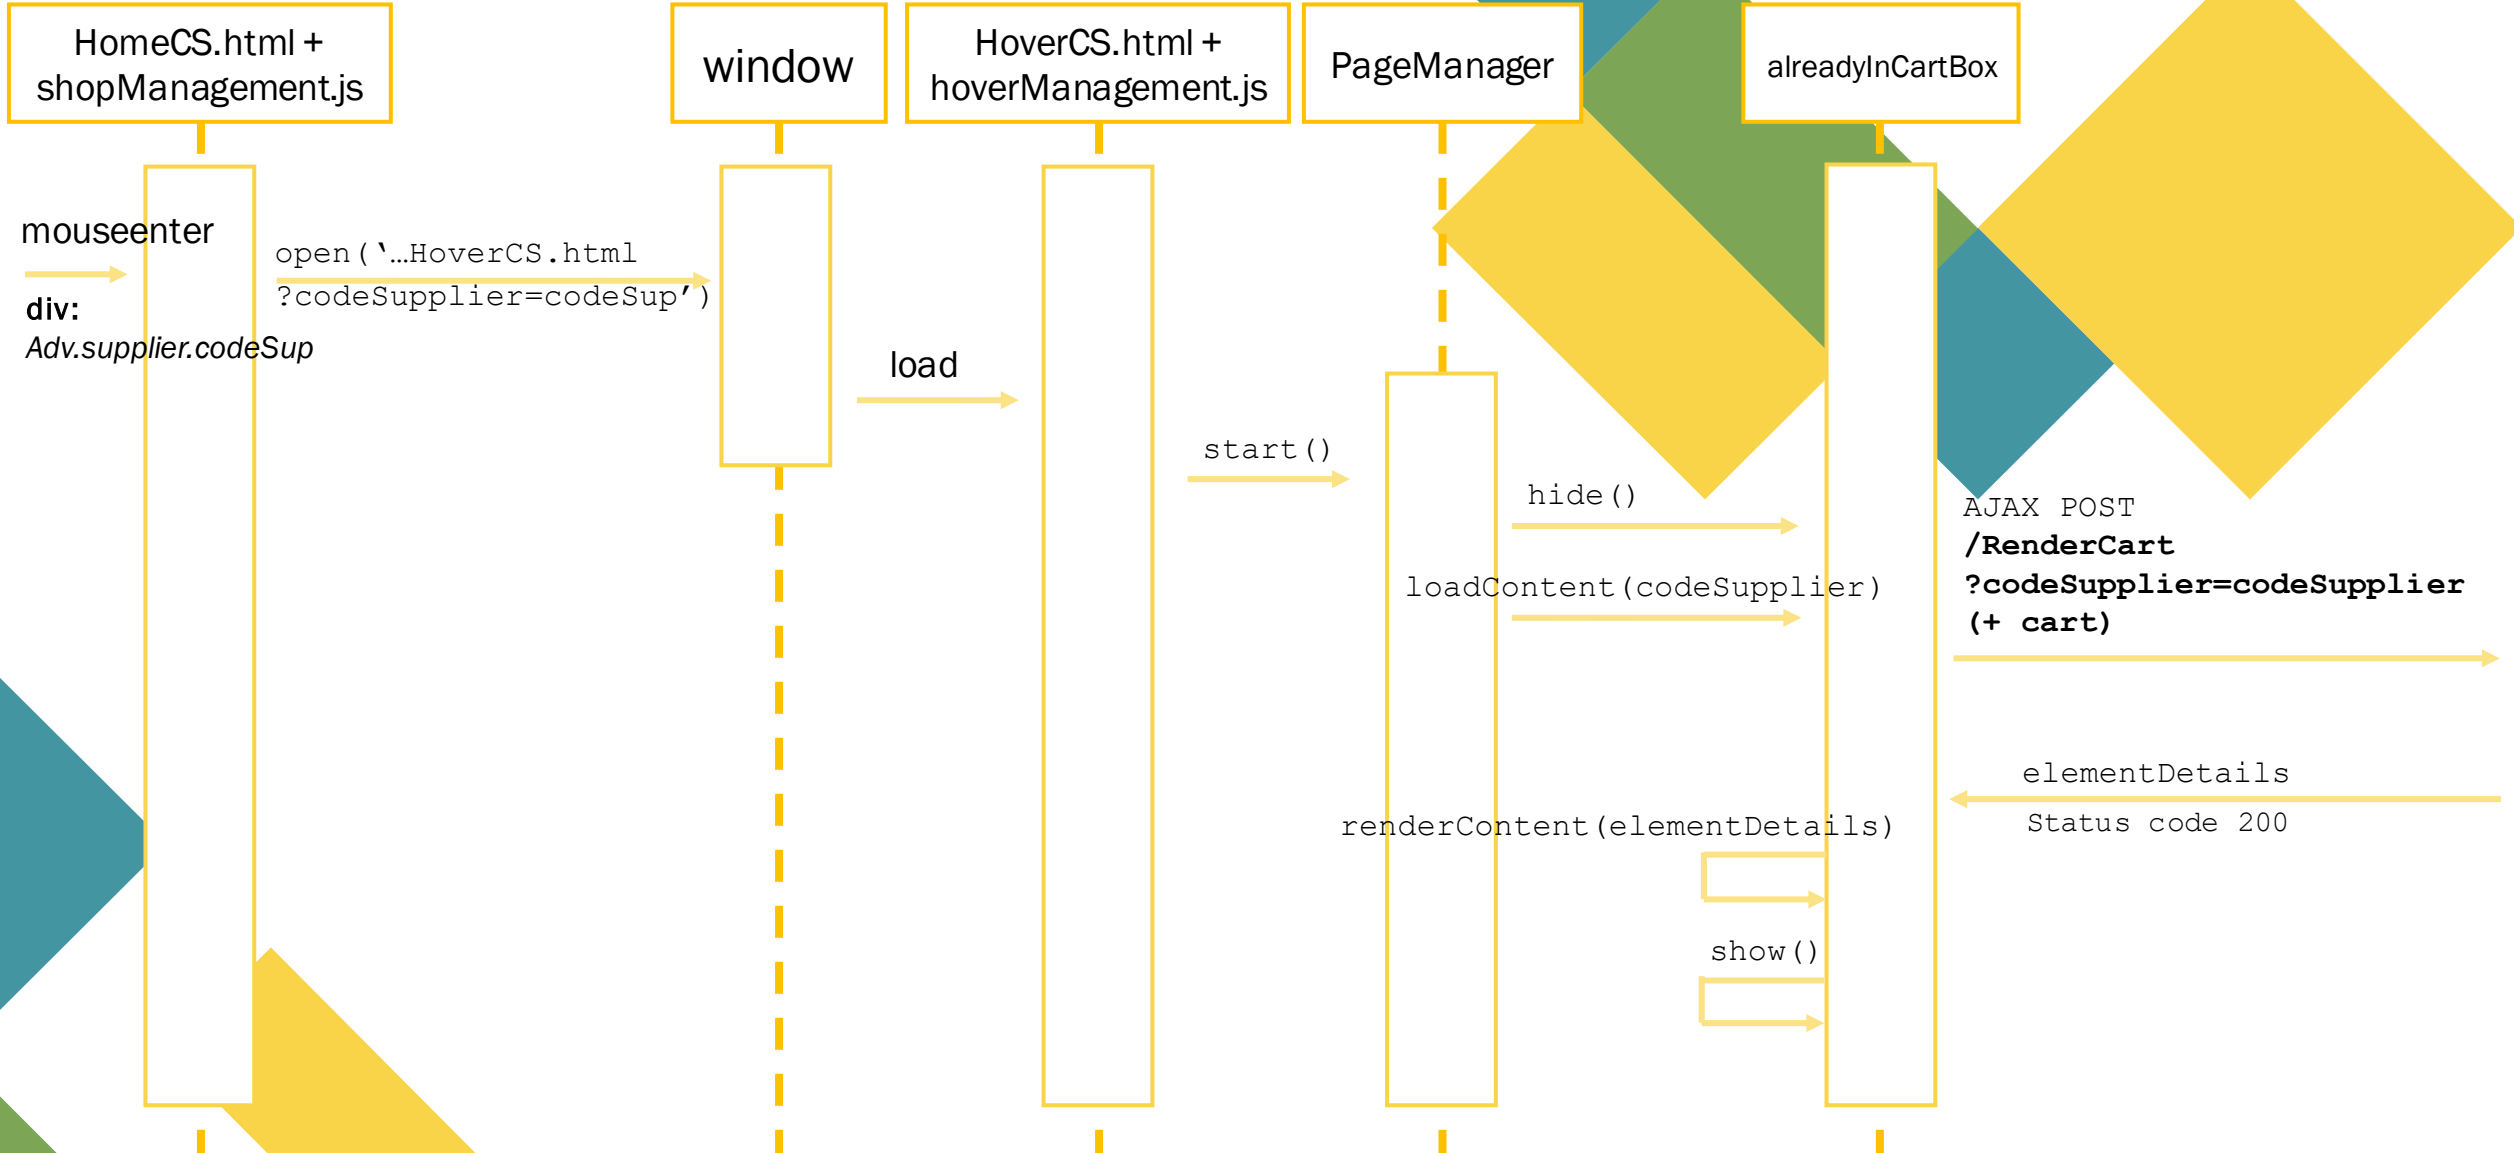 HomeCS.html +
shopManagement.js
window
HoverCS.html +
hoverManagement.js
PageManager
alreadyInCartBox
mouseenter
div:
Adv.supplier.codeSup
open(‘…HoverCS.html
?codeSupplier=codeSup’)
load
start()
hide()
loadContent(codeSupplier)
AJAX POST
/RenderCart
?codeSupplier=codeSupplier
(+ cart)
elementDetails
Status code 200
renderContent(elementDetails)
show()